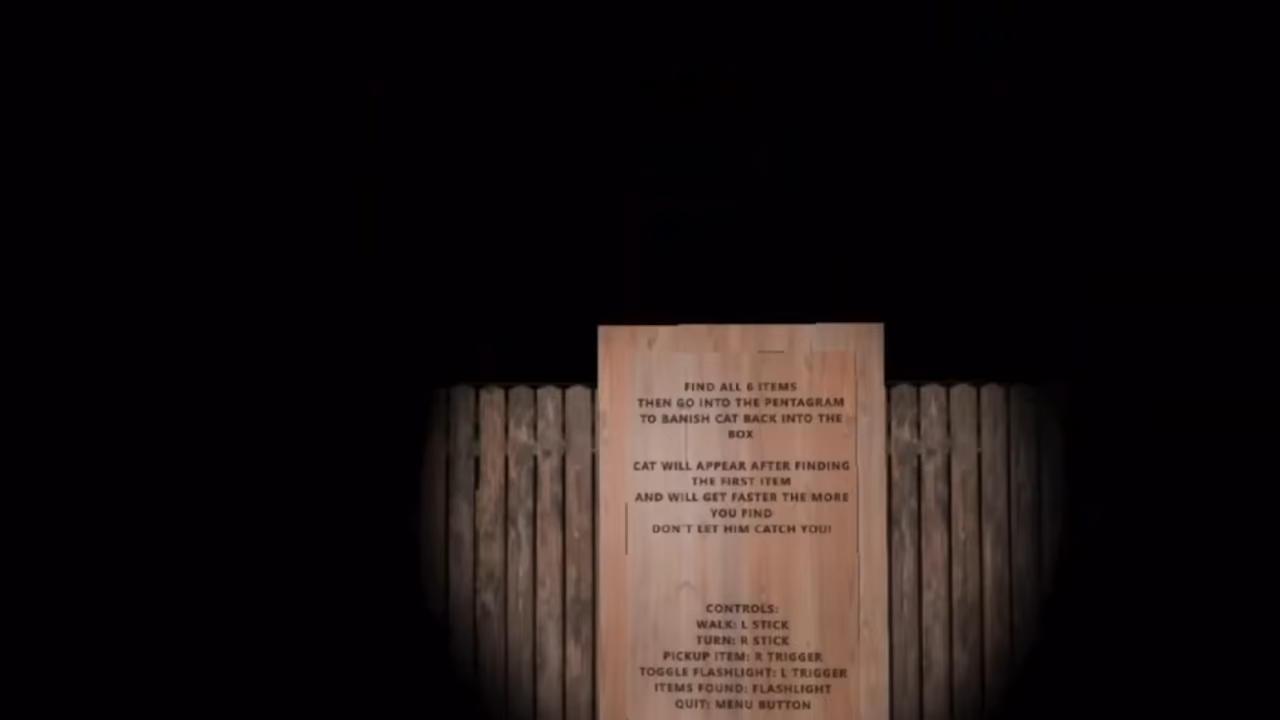 FIND ALL 6 ITEMS
THEN GO INTO THE PENTAGRAM
TO BANISH CAT BACK INTO THE
BOX
CAT WILL APPEAR AFTER FINDING
THE FIRST ITEM
AND WILL GET FASTER THE MORE
YOU FIND
DON'T LET HIM CATCH YOU!
CONTROLS:
WALK: L STICK
TURN: R STICK
PICKUP ITEM: R TRIGGER
TOGGLE FLASHLIGHT: L TRIGGER
ITEMS FOUND: FLASHLIGHT
QUIT: MENU BUTTON